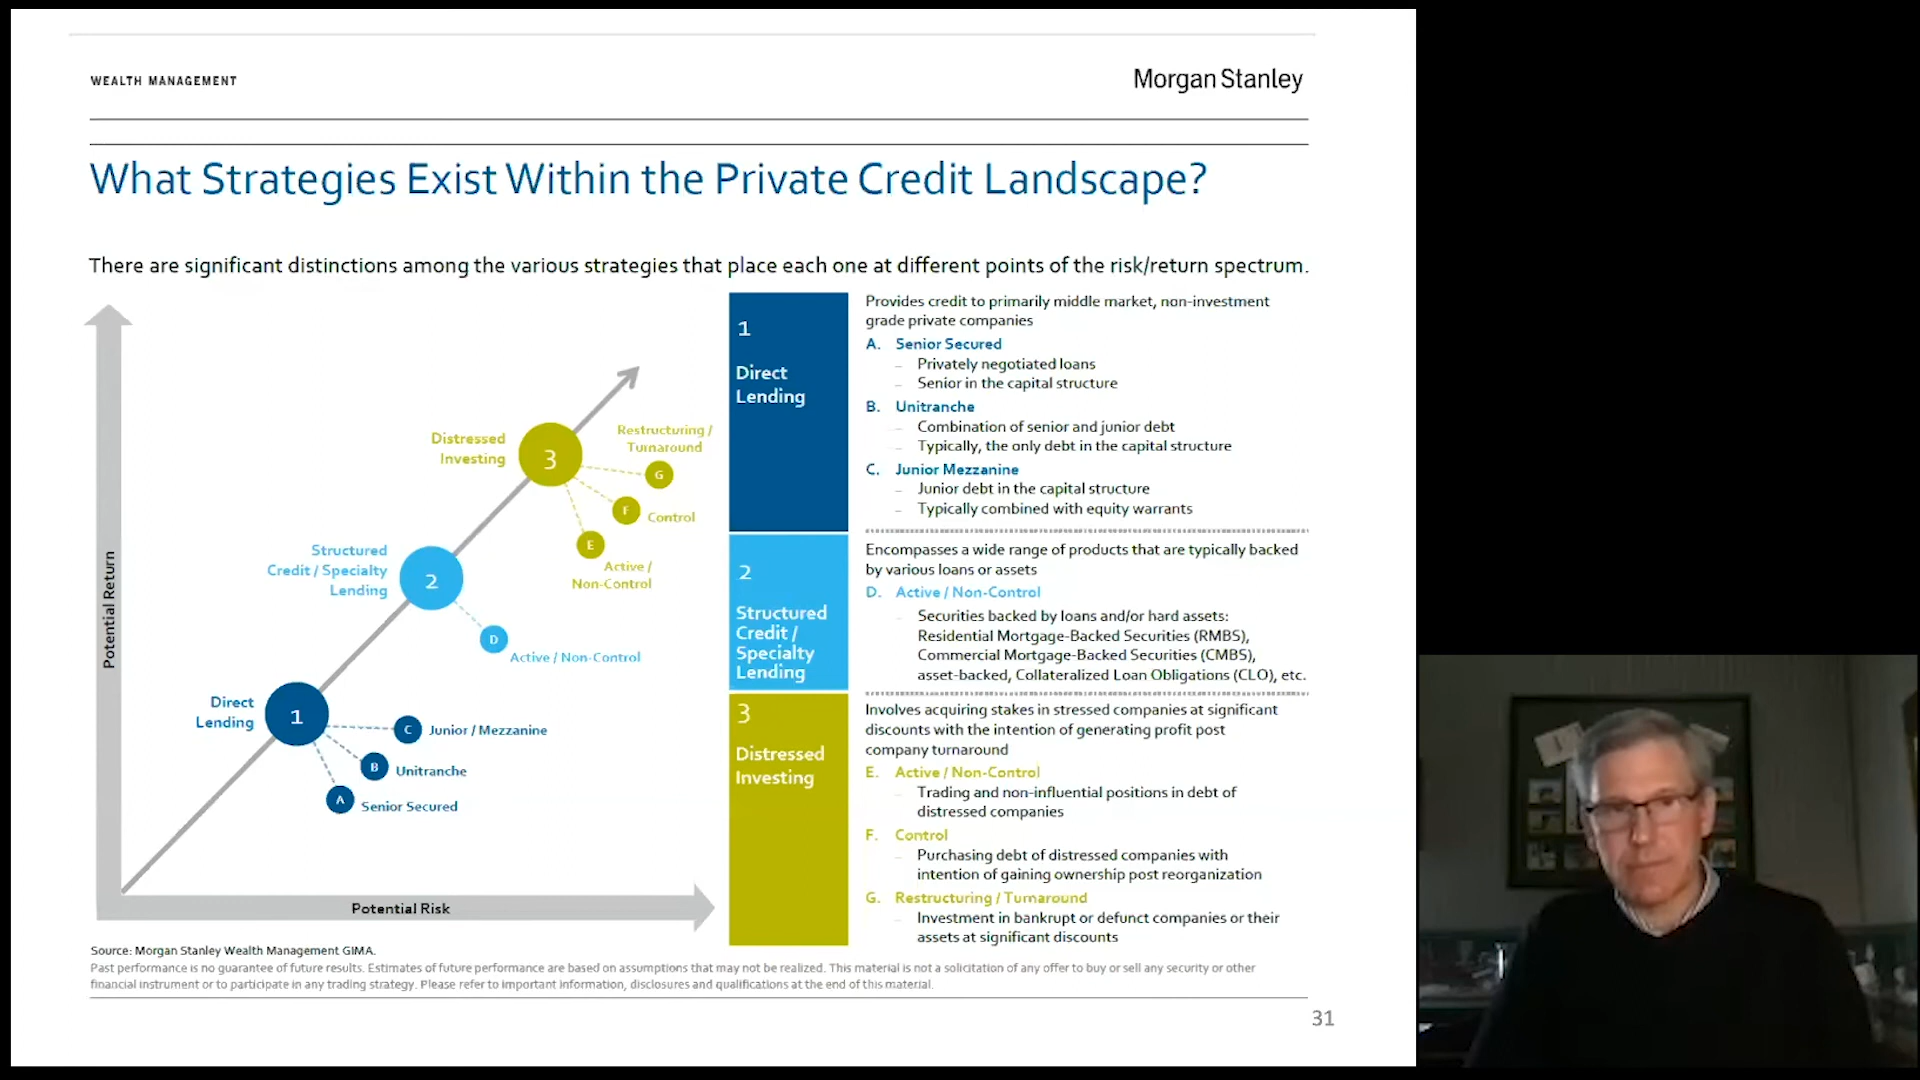 WEALTH MANAGEMENT
Morgan Stanley
What Strategies Exist Within the Private Credit Landscape?
There are significant distinctions among the various strategies that place each one at different points of the risk/return spectrum.
Potential Return
Potential Risk
Distressed
Investing
3
Restructuring /
Turnaround
G
F
Control
E
Active /
Non-Control
Structured
Credit / Specialty
Lending
2
D
Active / Non-Control
Direct
Lending
1
C
Junior / Mezzanine
B
Unitranche
A
Senior Secured
1
Direct
Lending
Provides credit to primarily middle market, non-investment
grade private companies
A. Senior Secured
– Privately negotiated loans
– Senior in the capital structure
B. Unitranche
– Combination of senior and junior debt
– Typically, the only debt in the capital structure
C. Junior Mezzanine
– Junior debt in the capital structure
– Typically combined with equity warrants
2
Structured
Credit /
Specialty
Lending
Encompasses a wide range of products that are typically backed
by various loans or assets
D. Active / Non-Control
– Securities backed by loans and/or hard assets:
Residential Mortgage-Backed Securities (RMBS),
Commercial Mortgage-Backed Securities (CMBS),
asset-backed, Collateralized Loan Obligations (CLO), etc.
3
Distressed
Investing
Involves acquiring stakes in stressed companies at significant
discounts with the intention of generating profit post
company turnaround
E. Active / Non-Control
– Trading and non-influential positions in debt of
distressed companies
F. Control
– Purchasing debt of distressed companies with
intention of gaining ownership post reorganization
G. Restructuring / Turnaround
– Investment in bankrupt or defunct companies or their
assets at significant discounts
Source: Morgan Stanley Wealth Management GIMA.
Past performance is no guarantee of future results. Estimates of future performance are based on assumptions that may not be realized. This material is not a solicitation of any offer to buy or sell any security or other
financial instrument or to participate in any trading strategy. Please refer to important information, disclosures and qualifications at the end of this material.
31